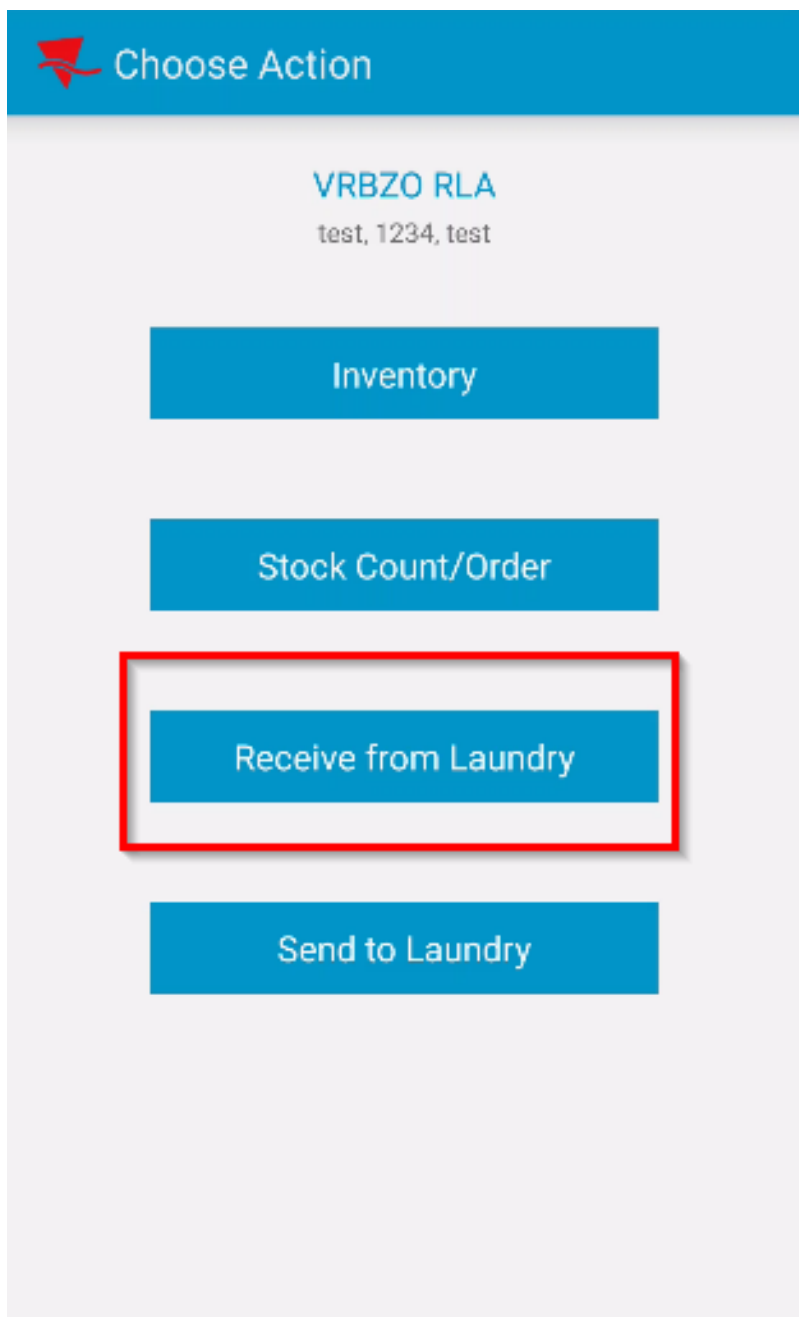 Choose Action
VRBZO RLA
test, 1234, test
Inventory
Stock Count/Order
Receive from Laundry
Send to Laundry